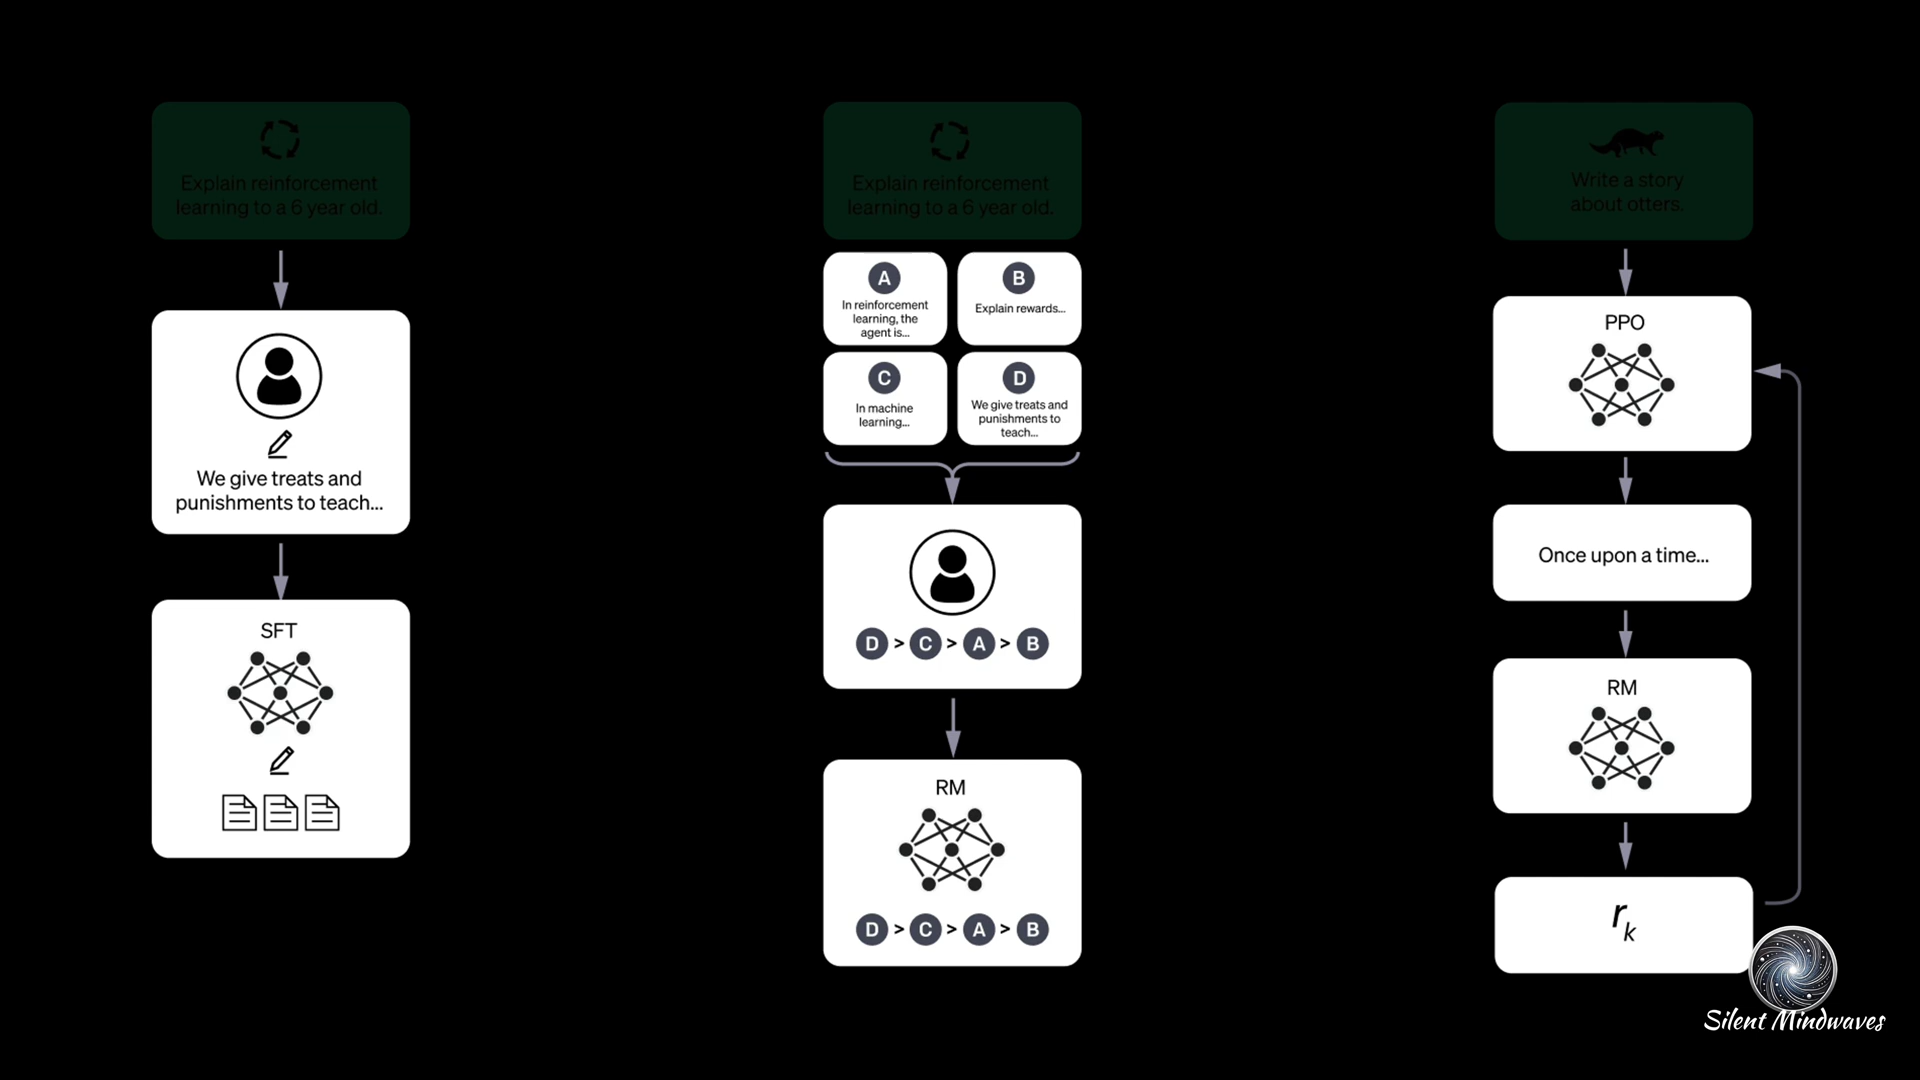 Explain reinforcement
learning to a 6 year old.
We give treats and
punishments to teach...
SFT
Explain reinforcement
learning to a 6 year old.
A
In reinforcement
learning, the
agent is...
B
Explain rewards...
C
In machine
learning...
D
We give treats and
punishments to
teach...
D > C > A > B
RM
D > C > A > B
Write a story
about otters.
PPO
Once upon a time...
RM
rk
Silent Mindwaves